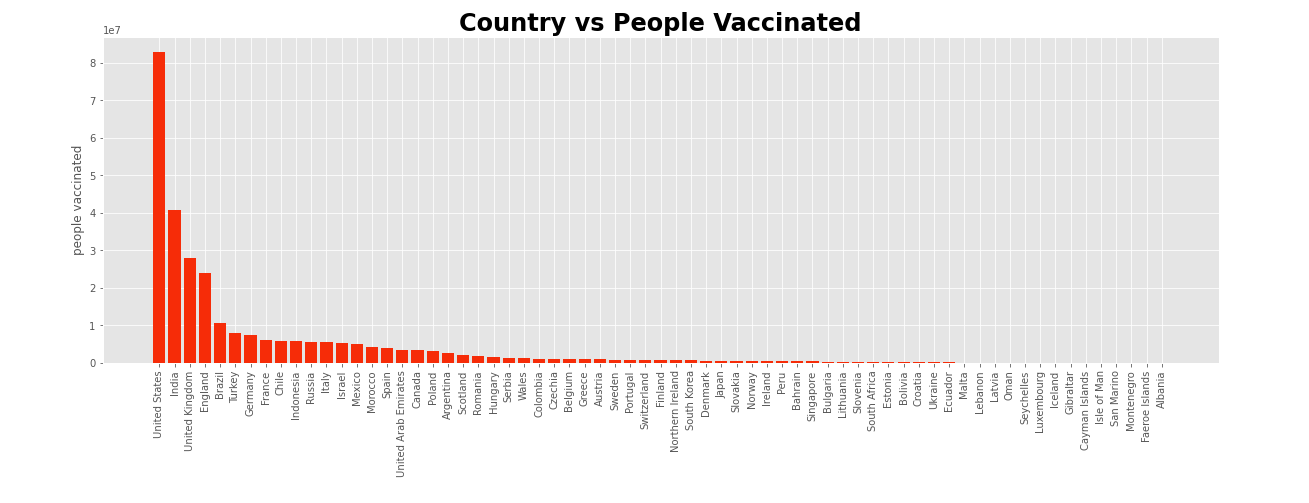 Country vs People Vaccinated
1e7
8
7
6
5
4
3
2
1
0
people vaccinated
United States
India
United Kingdom
England
Brazil
Turkey
Germany
France
Chile
Indonesia
Russia
Italy
Israel
Mexico
Morocco
Spain
United Arab Emirates
Canada
Poland
Argentina
Scotland
Romania
Hungary
Serbia
Wales
Colombia
Czechia
Belgium
Greece
Austria
Sweden
Portugal
Switzerland
Finland
Northern Ireland
South Korea
Denmark
Japan
Slovakia
Norway
Ireland
Peru
Bahrain
Singapore
Bulgaria
Lithuania
Slovenia
South Africa
Estonia
Bolivia
Croatia
Ukraine
Ecuador
Malta
Lebanon
Latvia
Oman
Seychelles
Luxembourg
Iceland
Gibraltar
Cayman Islands
Isle of Man
San Marino
Montenegro
Faeroe Islands
Albania